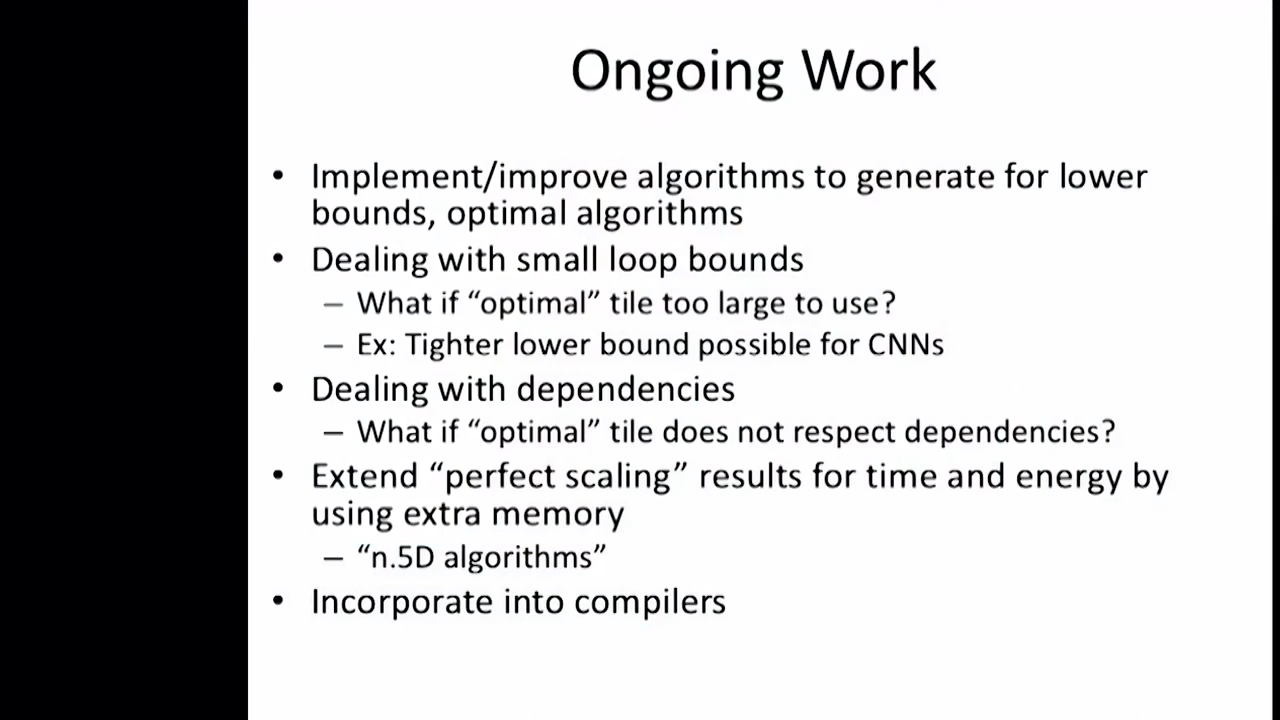 Ongoing Work
• Implement/improve algorithms to generate for lower
bounds, optimal algorithms
• Dealing with small loop bounds
– What if “optimal” tile too large to use?
– Ex: Tighter lower bound possible for CNNs
• Dealing with dependencies
– What if “optimal” tile does not respect dependencies?
• Extend “perfect scaling” results for time and energy by
using extra memory
– “n.5D algorithms”
• Incorporate into compilers